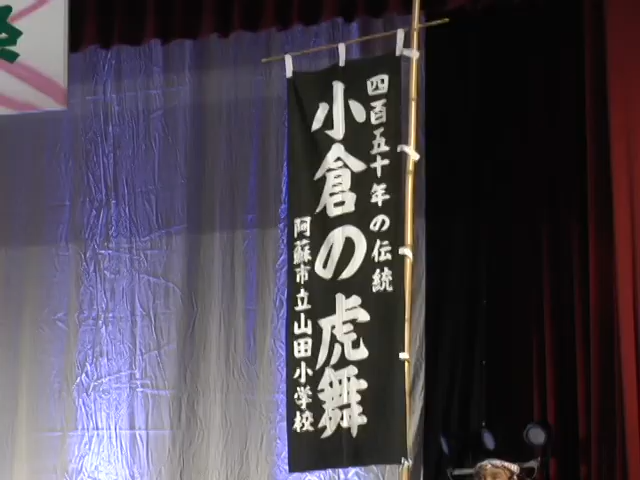 祭
四百五十年の伝統
小倉の虎舞
阿蘇市立山田小学校